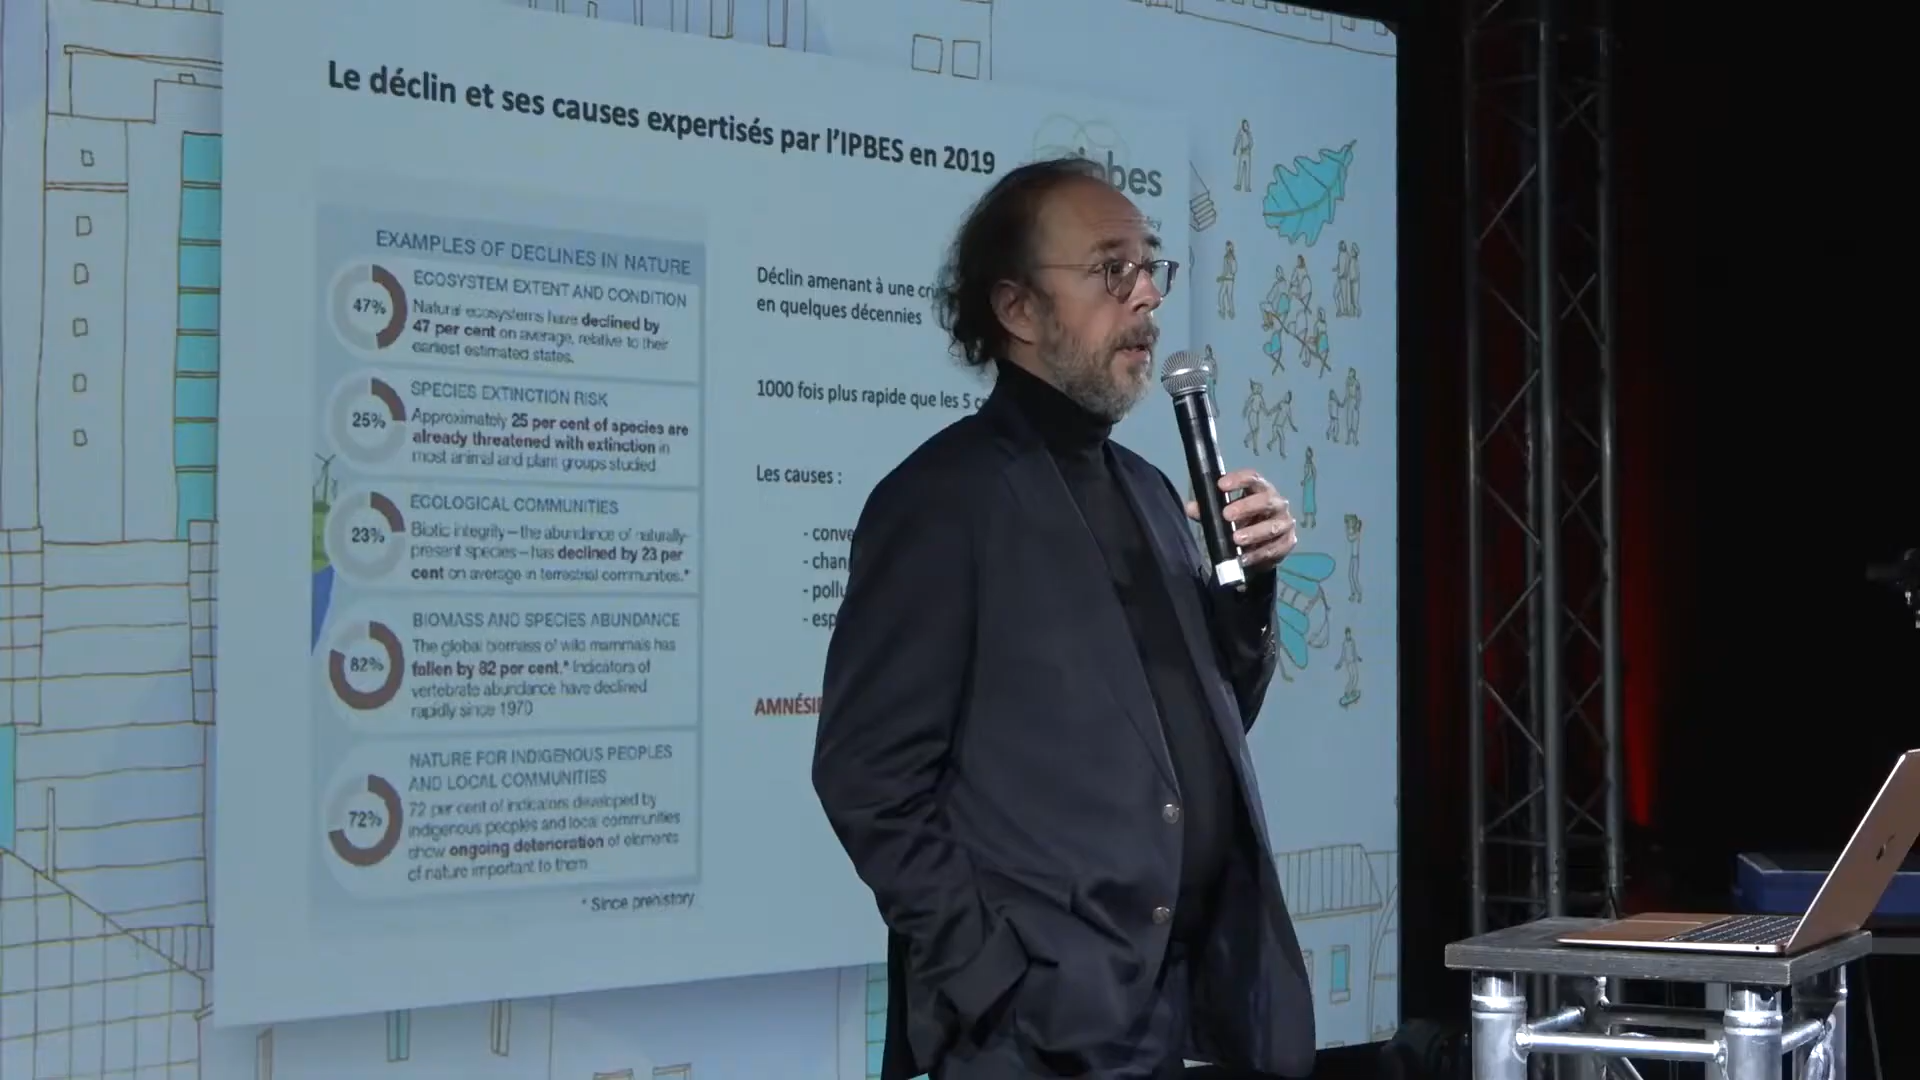 Le déclin et ses causes expertisés par l'IPBES en 2019
ipbes
EXAMPLES OF DECLINES IN NATURE
47%
ECOSYSTEM EXTENT AND CONDITION
Natural ecosystems have declined by
47 per cent on average, relative to their
earliest estimated states.
25%
SPECIES EXTINCTION RISK
Approximately 25 per cent of species are
already threatened with extinction in
most animal and plant groups studied
23%
ECOLOGICAL COMMUNITIES
Biotic integrity—the abundance of naturally-
present species—has declined by 23 per
cent on average in terrestrial communities.*
82%
BIOMASS AND SPECIES ABUNDANCE
The global biomass of wild mammals has
fallen by 82 per cent.* Indicators of
vertebrate abundance have declined
rapidly since 1970
72%
NATURE FOR INDIGENOUS PEOPLES
AND LOCAL COMMUNITIES
72 per cent of indicators developed by
indigenous peoples and local communities
show ongoing deterioration of elements
of nature important to them
* Since prehistory
Déclin amenant à une
en quelques décennies
1000 fois plus rapide que les 5
Les causes :